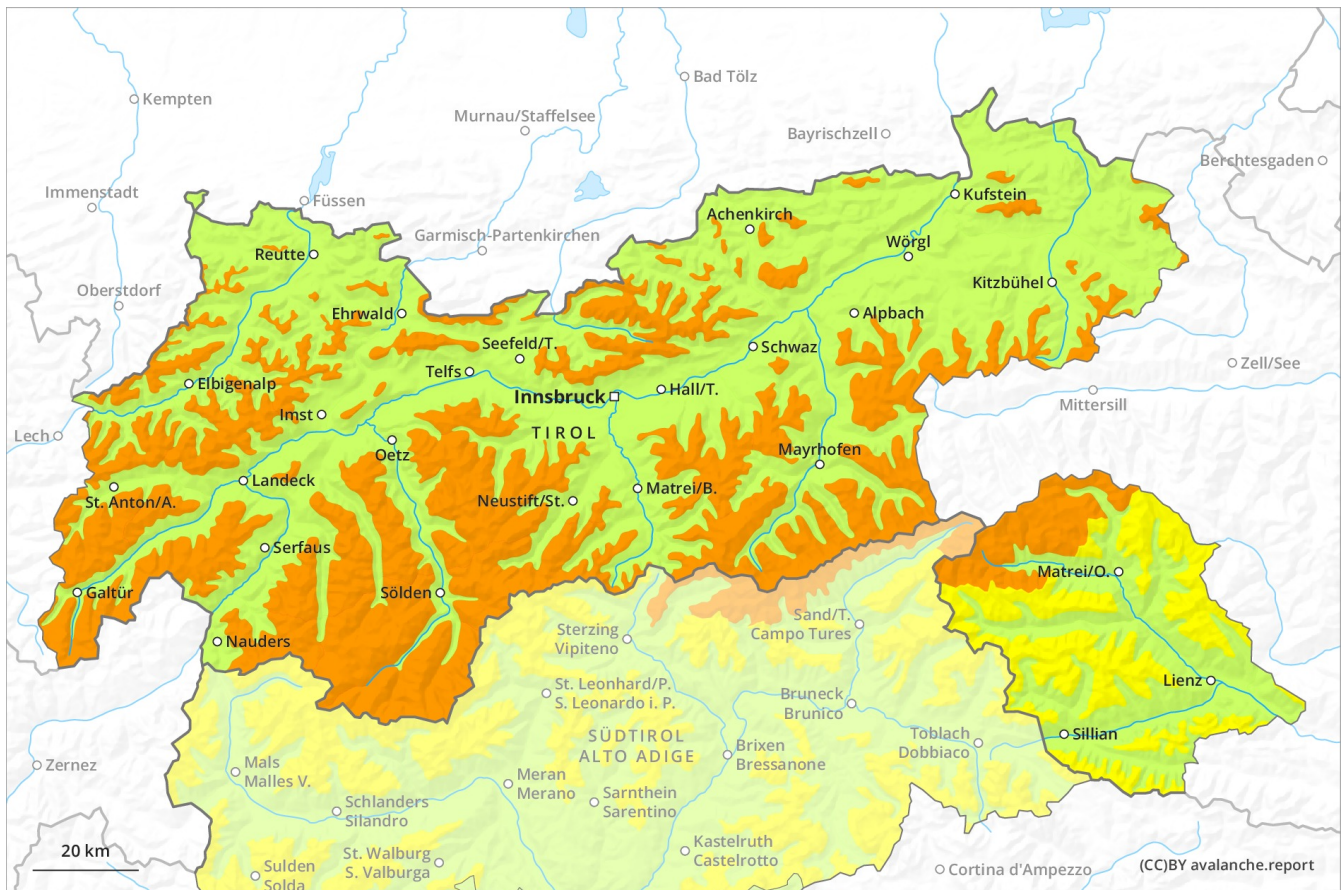 Bad Tölz
Kempten
Murnau/Staffelsee
Bayrischzell
Berchtesgaden
Immenstadt
Füssen
Kufstein
Achenkirch
Garmisch-Partenkirchen
Wörgl
Reutte
Kitzbühel
Oberstdorf
Ehrwald
Alpbach
Seefeld/T.
Schwaz
Zell/See
Telfs
Elbigenalp
Hall/T.
Innsbruck
Mittersill
Imst
TIROL
Lech
Mayrhofen
Oetz
Landeck
Matrei/B.
St. Anton/A.
Neustift/St.
Serfaus
Matrei/O.
Galtür
Sölden
Sand/T.
Campo Tures
Sterzing
Vipiteno
Nauders
Lienz
St. Leonhard/P.
S. Leonardo i. P.
Bruneck
Brunico
Sillian
SÜDTIROL
ALTO ADIGE
Toblach
Dobbiaco
Brixen
Bressanone
Zernez
Mals
Malles V.
Meran
Merano
Sarnthein
Sarentino
Schlanders
Silandro
Kastelruth
Castelrotto
20 km
St. Walburg
S. Valburga
Sulden
Solda
Cortina d'Ampezzo
(CC)BY avalanche.report